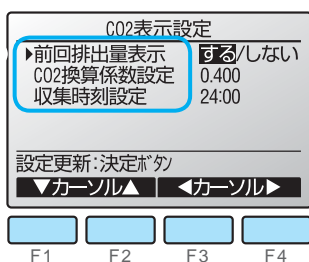 CO2表示設定
▶前回排出量表示 する/しない
CO2換算係数設定 0.400
収集時刻設定 24:00
設定更新:決定ボタン
▼カーソル▲ ◀カーソル▶
F1 F2 F3 F4